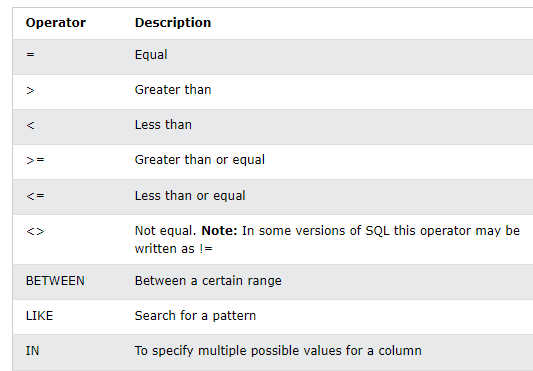 Operator Description
= Equal
> Greater than
< Less than
>= Greater than or equal
<= Less than or equal
<> Not equal. Note: In some versions of SQL this operator may be
written as !=
BETWEEN Between a certain range
LIKE Search for a pattern
IN To specify multiple possible values for a column